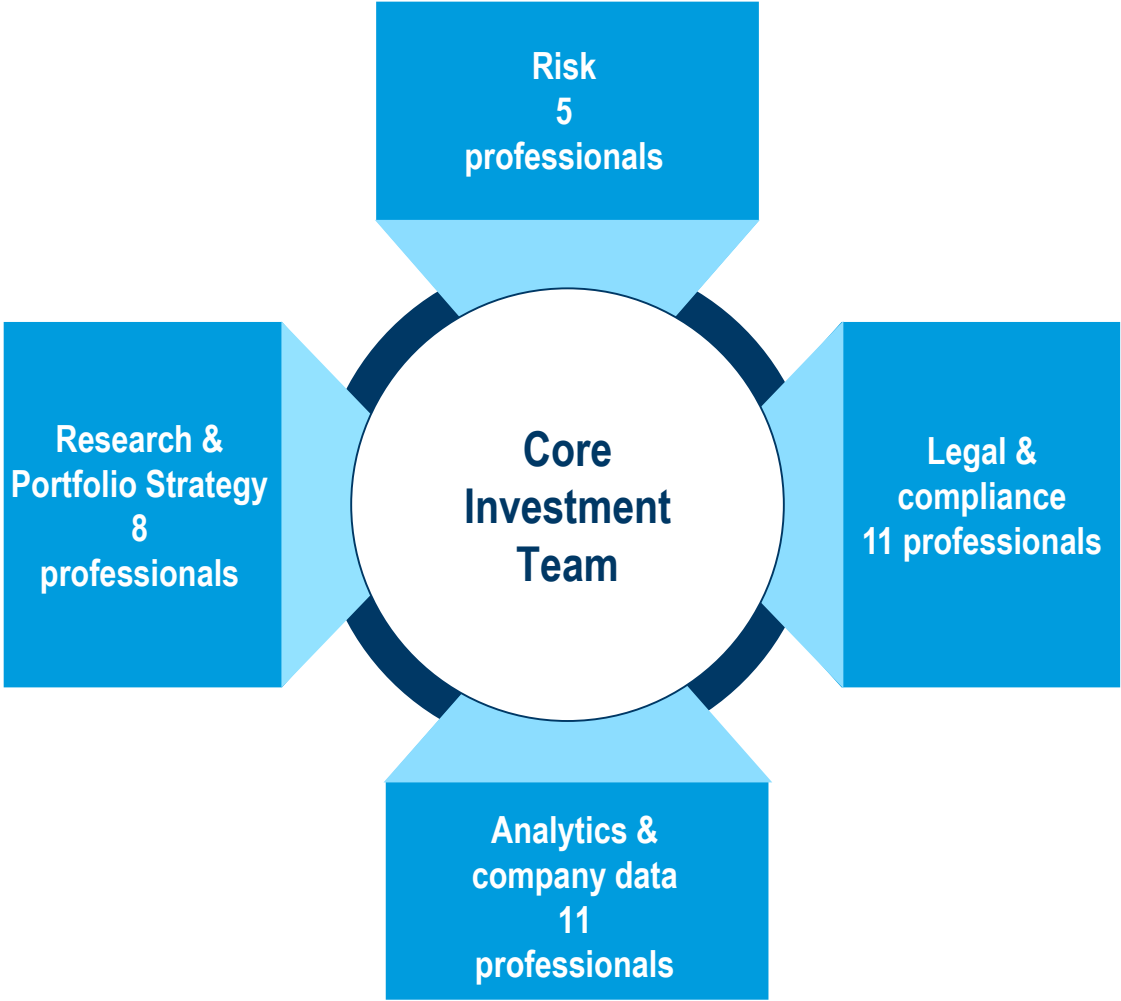 Risk
5
professionals
Research &
Portfolio Strategy
8
professionals
Core
Investment
Team
Legal &
compliance
11 professionals
Analytics &
company data
11
professionals